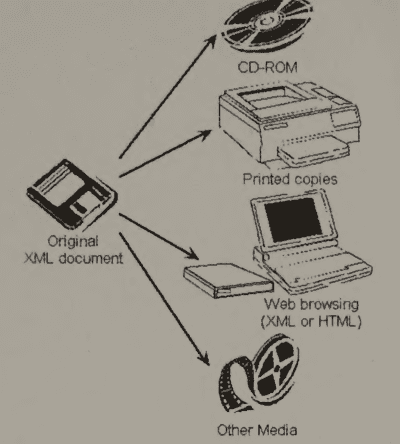 CD-ROM
Printed copies
Original
XML document
Web browsing
(XML or HTML)
Other Media